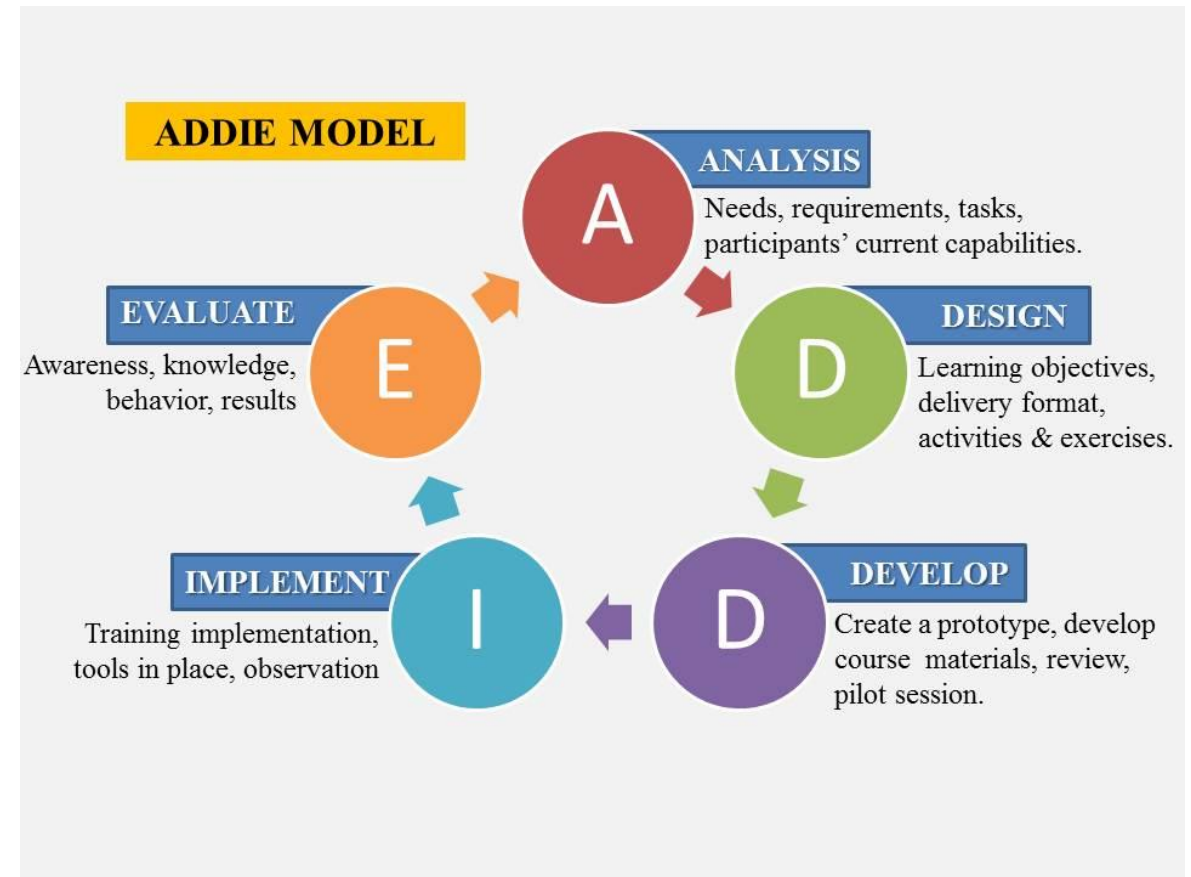 ADDIE MODEL
A
ANALYSIS
Needs, requirements, tasks,
participants’ current capabilities.
D
DESIGN
Learning objectives,
delivery format,
activities & exercises.
D
DEVELOP
Create a prototype, develop
course materials, review,
pilot session.
I
IMPLEMENT
Training implementation,
tools in place, observation
E
EVALUATE
Awareness, knowledge,
behavior, results